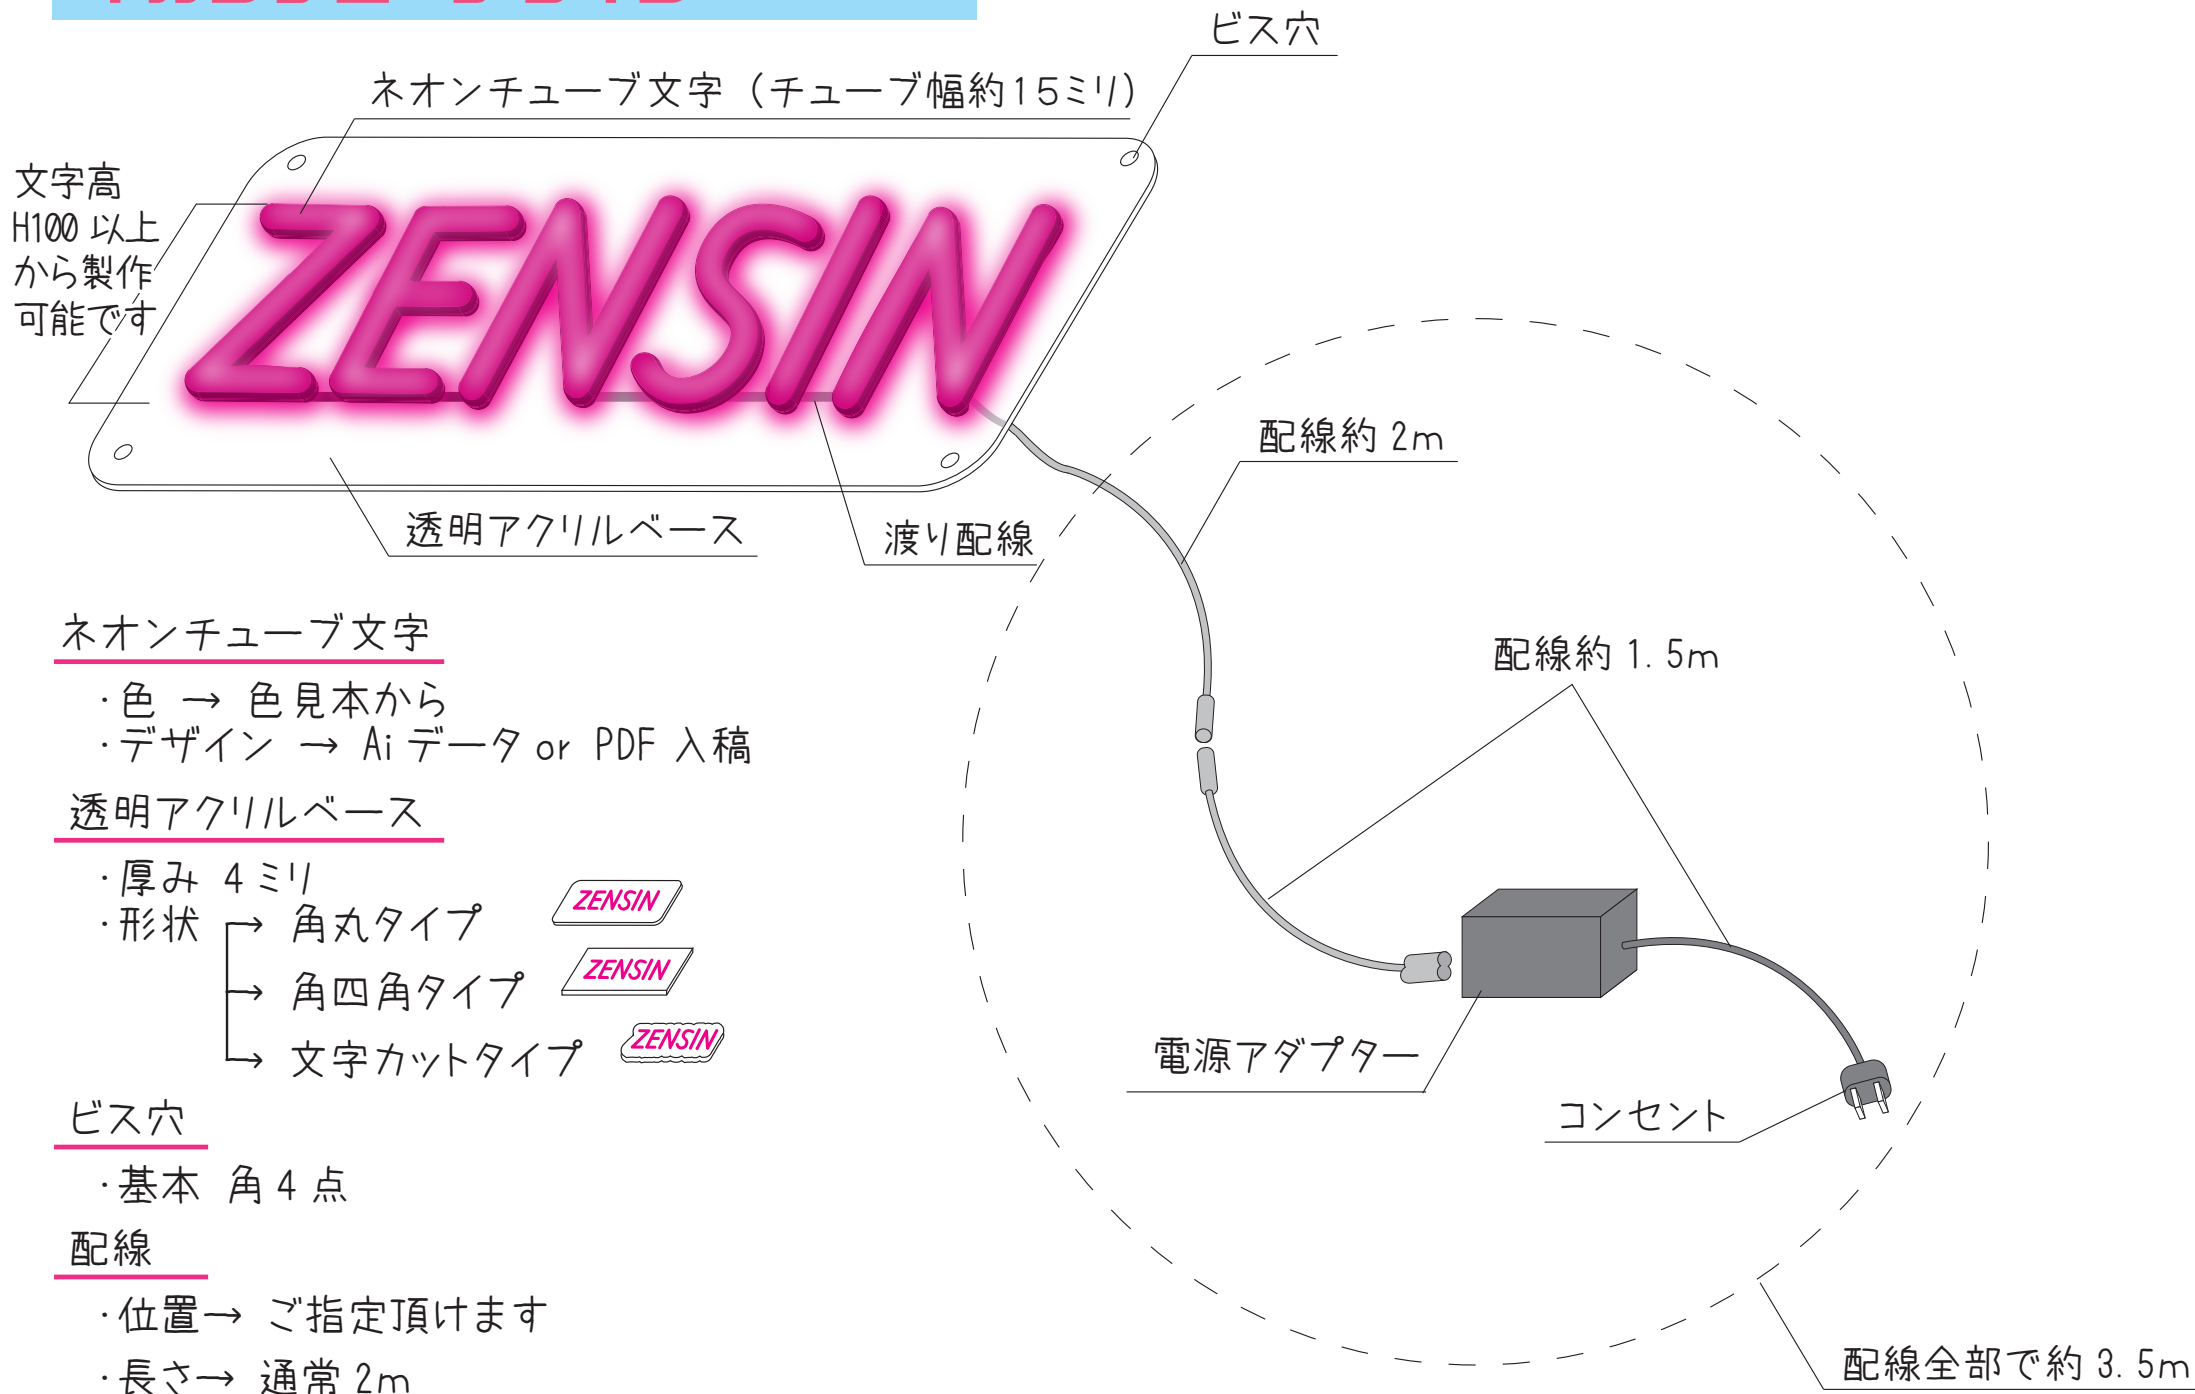 ビス穴
ネオンチューブ文字（チューブ幅約15ミリ）
文字高
H100以上
から製作
可能です
ZENSIN
配線約 2m
透明アクリルベース
渡り配線
ネオンチューブ文字
・色 → 色見本から
・デザイン → Aiデータ or PDF 入稿
配線約 1.5m
透明アクリルベース
・厚み 4ミリ
・形状 → 角丸タイプ
ZENSIN
→ 角四角タイプ
ZENSIN
→ 文字カットタイプ
ZENSIN
電源アダプター
コンセント
ビス穴
・基本 角4点
配線
・位置→ ご指定頂けます
・長さ→ 通常 2m
配線全部で約 3.5m